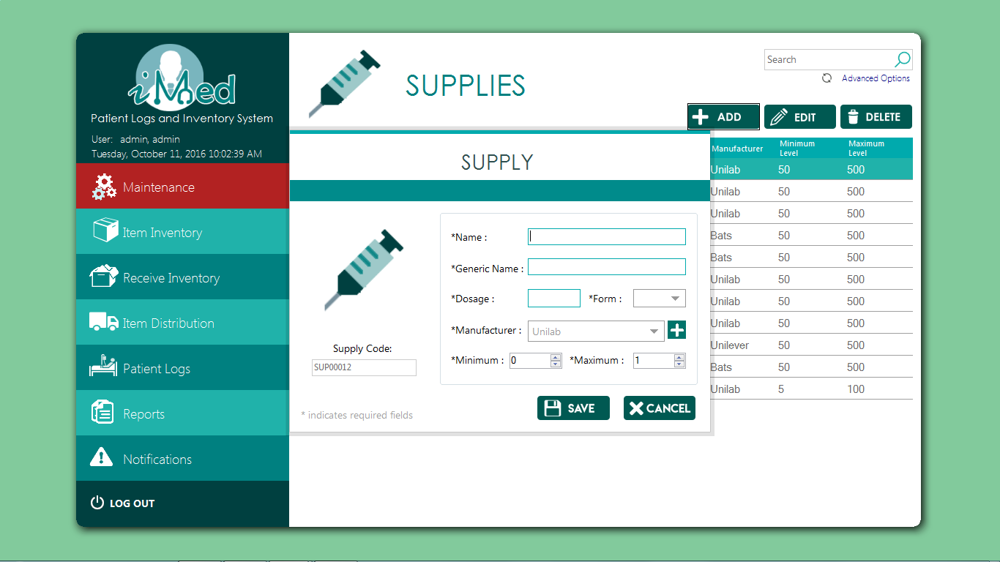 iMed
Patient Logs and Inventory System
User: admin, admin
Tuesday, October 11, 2016 10:02:39 AM
Maintenance
Item Inventory
Receive Inventory
Item Distribution
Patient Logs
Reports
Notifications
LOG OUT
SUPPLIES
Search
Advanced Options
ADD EDIT DELETE
SUPPLY
*Name :
*Generic Name :
*Dosage : *Form :
*Manufacturer : Unilab
*Minimum : 0 *Maximum : 1
Supply Code:
SUP00012
* indicates required fields
SAVE CANCEL
Manufacturer Minimum Level Maximum Level
Unilab 50 500
Unilab 50 500
Unilab 50 500
Bats 50 500
Bats 50 500
Unilab 50 500
Unilab 50 500
Unilab 50 500
Unilever 50 500
Bats 50 500
Unilab 5 100